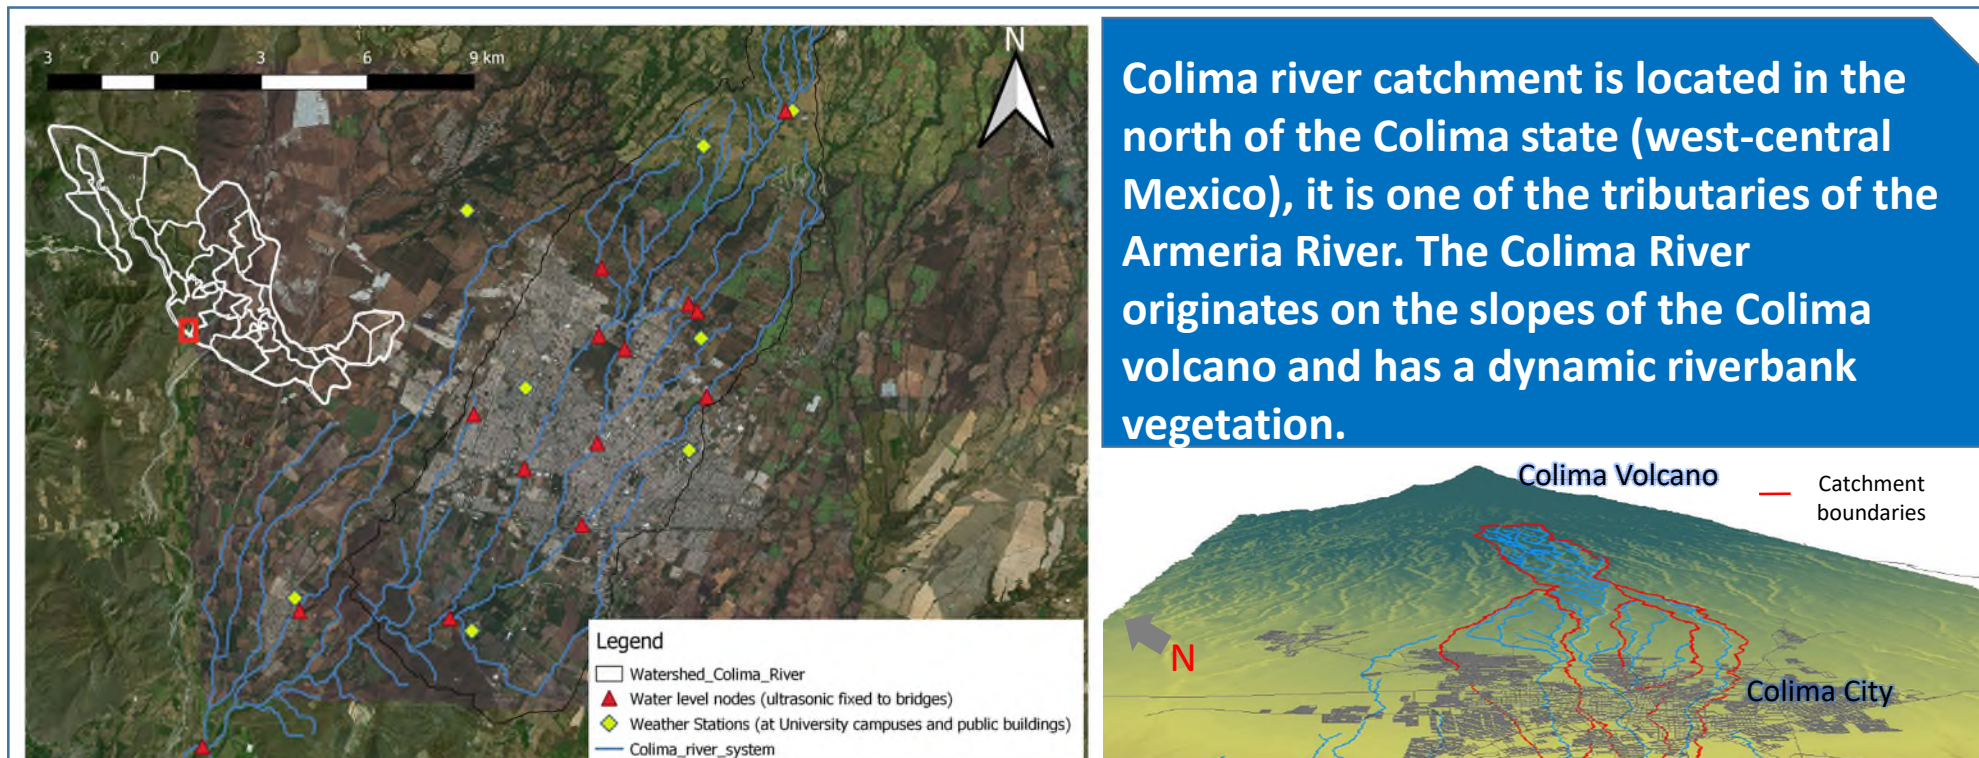 3 0 3 6 9 km
N
Legend
Watershed_Colima_River
Water level nodes (ultrasonic fixed to bridges)
Weather Stations (at University campuses and public buildings)
Colima_river_system
Colima river catchment is located in the
north of the Colima state (west-central
Mexico), it is one of the tributaries of the
Armeria River. The Colima River
originates on the slopes of the Colima
volcano and has a dynamic riverbank
vegetation.
Colima Volcano
Catchment
boundaries
N
Colima City